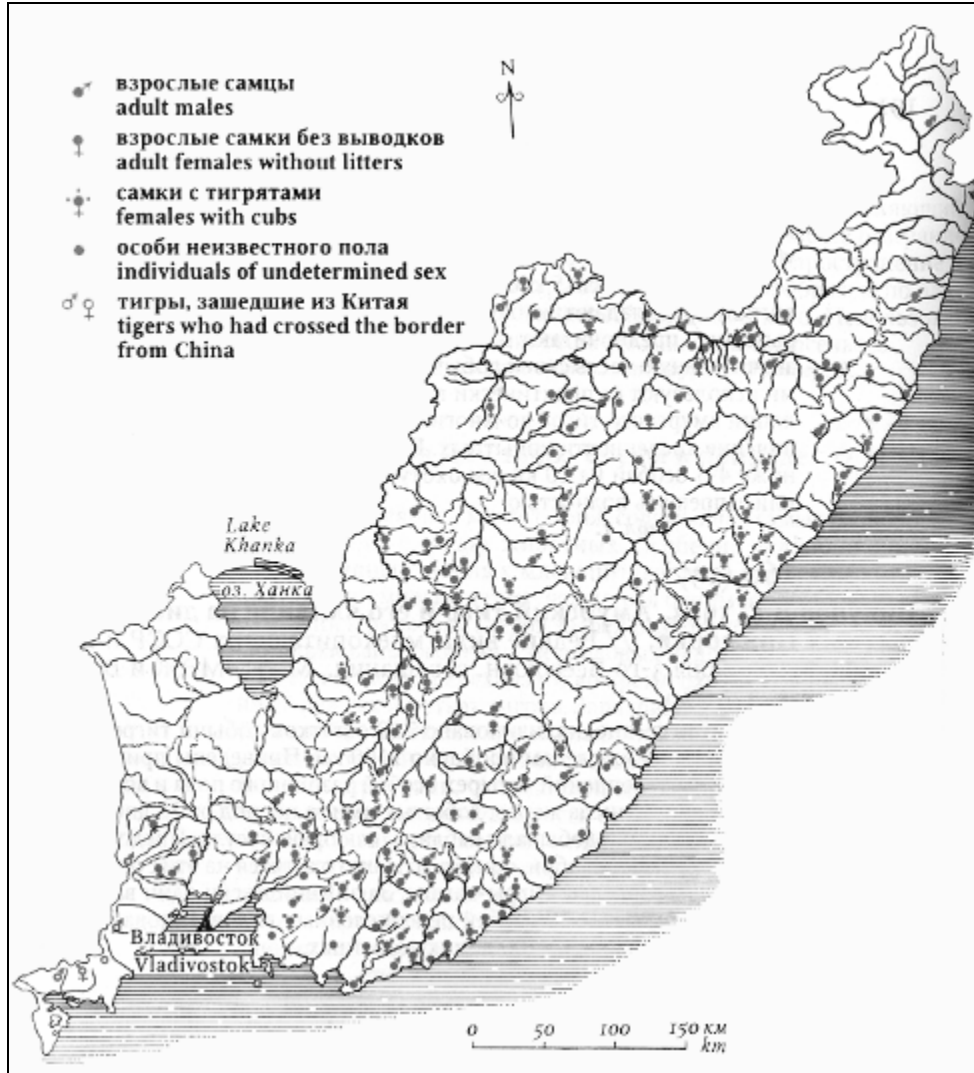 N
взрослые самцы
adult males
взрослые самки без выводков
adult females without litters
самки с тигрятами
females with cubs
особи неизвестного пола
individuals of undetermined sex
тигры, зашедшие из Китая
tigers who had crossed the border
from China
Lake
Khanka
оз. Ханка
Владивосток
Vladivostok
0 50 100 150 км
km